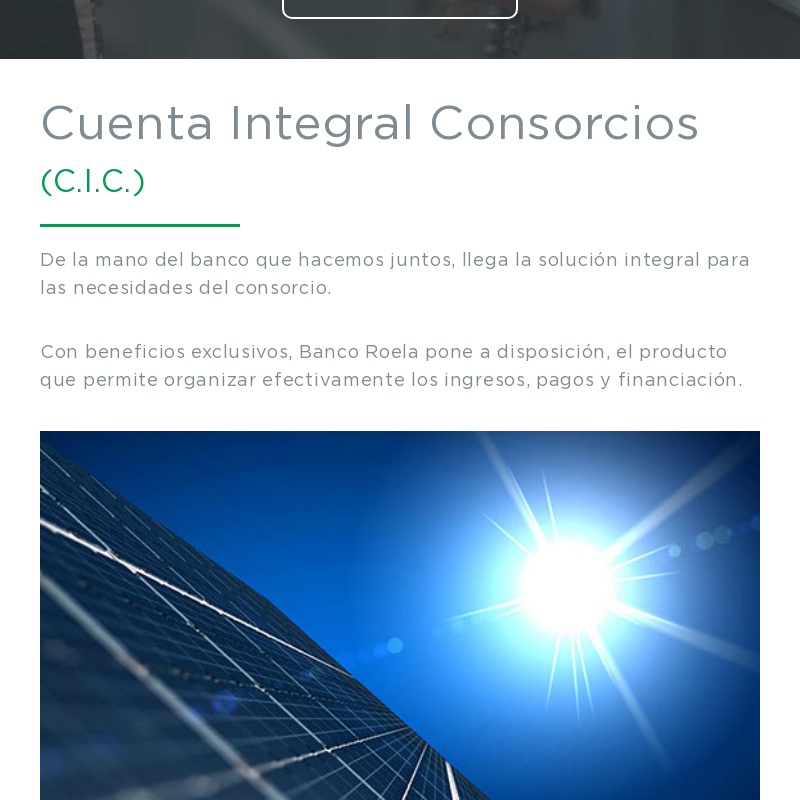 Cuenta Integral Consorcios
(C.I.C.)
De la mano del banco que hacemos juntos, llega la solución integral para
las necesidades del consorcio.
Con beneficios exclusivos, Banco Roela pone a disposición, el producto
que permite organizar efectivamente los ingresos, pagos y financiación.